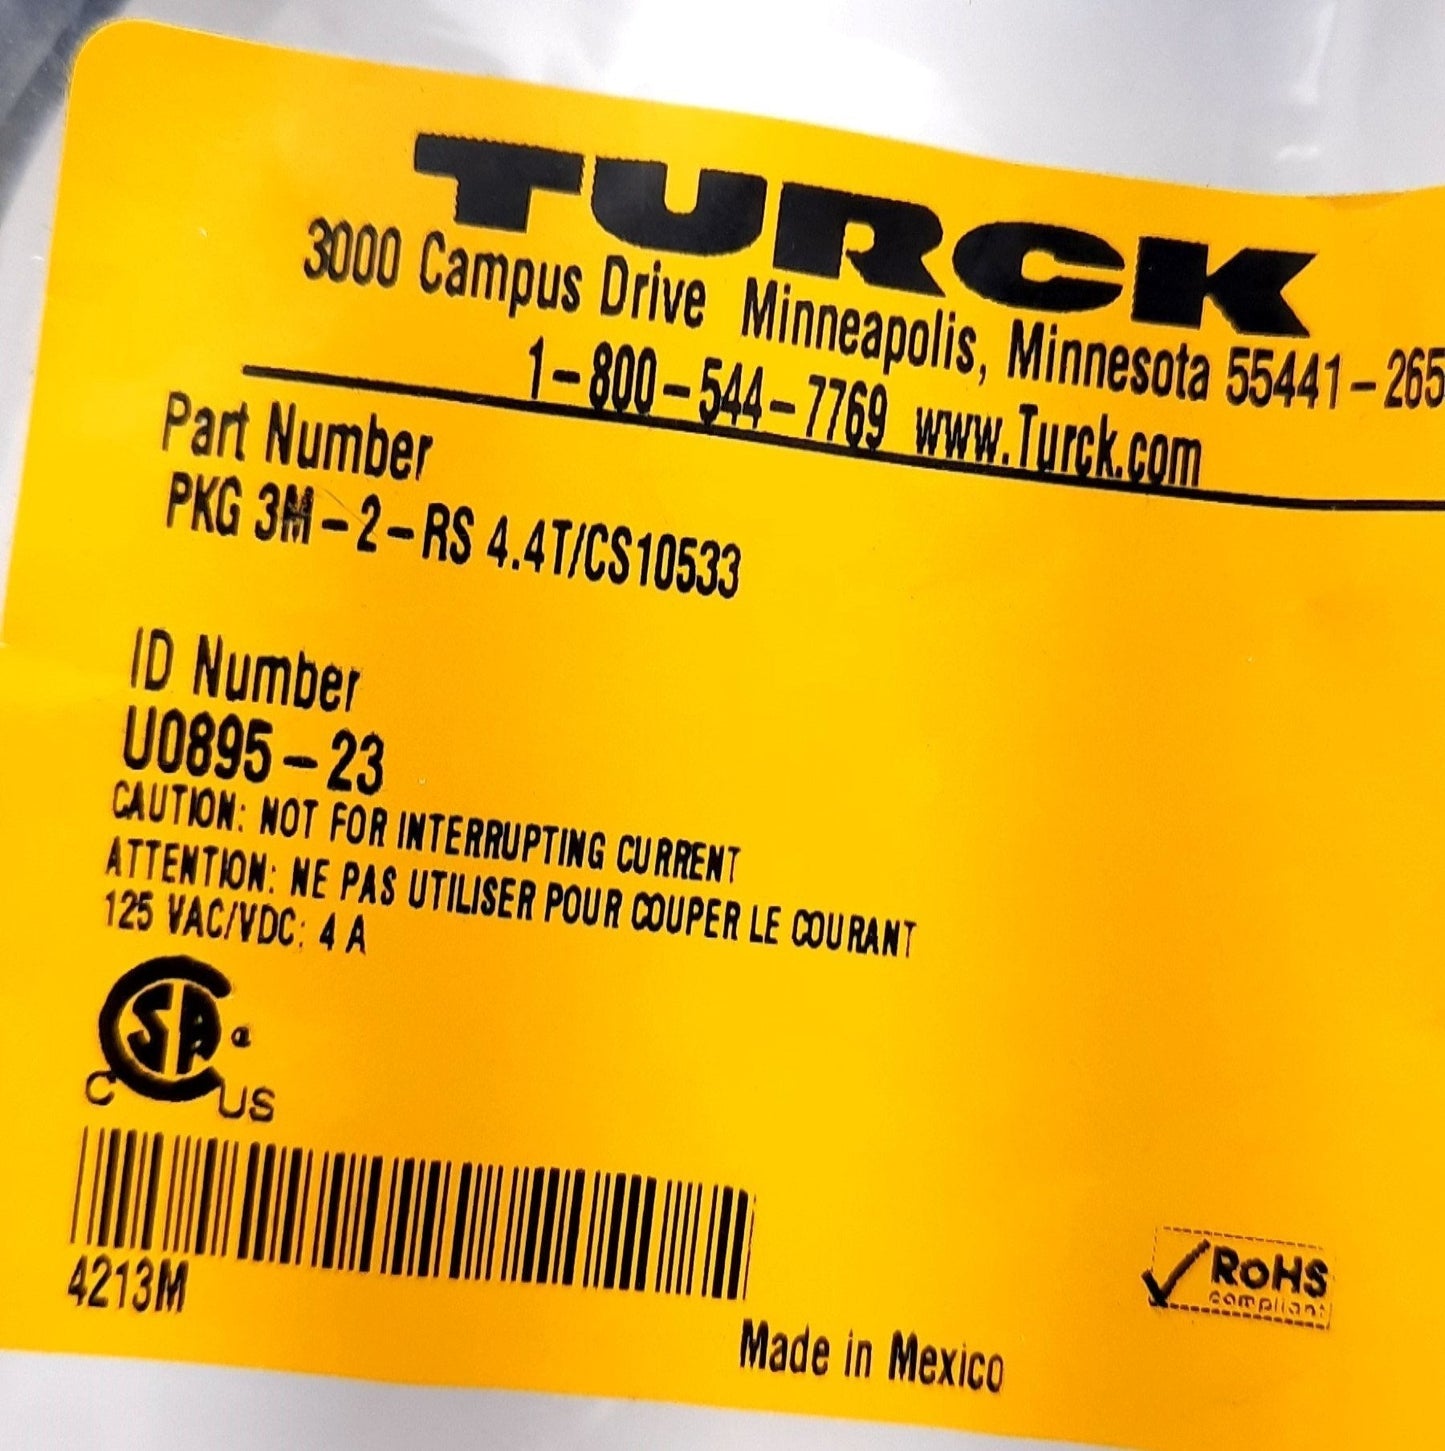 TURCK
3000 Campus Drive Minneapolis, Minnesota 55441-265
1-800-544-7769 www.Turck.com
Part Number
PKG 3M-2-RS 4.4T/CS10533
ID Number
U0895-23
CAUTION: NOT FOR INTERRUPTING CURRENT
ATTENTION: NE PAS UTILISER POUR COUPER LE COURANT
125 VAC/VDC: 4 A
CSA
C US
4213M
RoHS
compliant
Made in Mexico